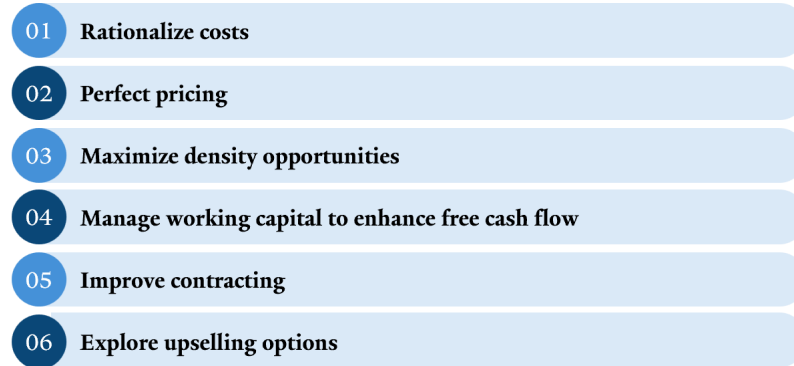 01 Rationalize costs
02 Perfect pricing
03 Maximize density opportunities
04 Manage working capital to enhance free cash flow
05 Improve contracting
06 Explore upselling options